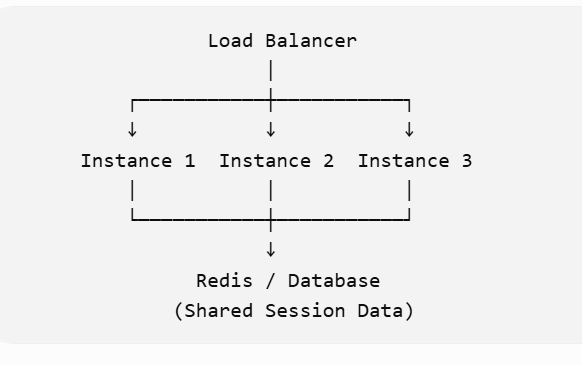 Load Balancer
Instance 1 Instance 2 Instance 3
Redis / Database
(Shared Session Data)